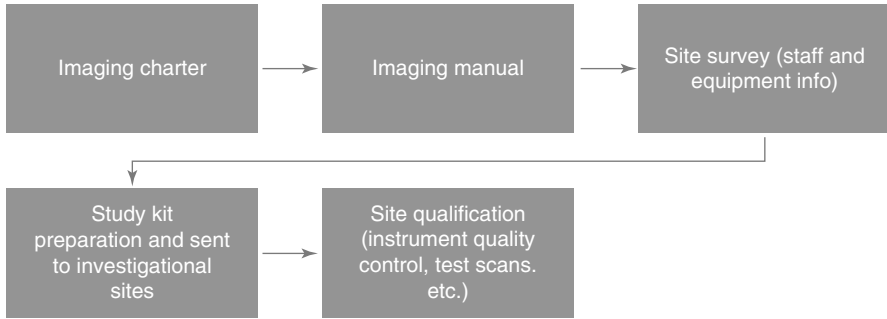 Imaging charter
Imaging manual
Site survey (staff and
equipment info)
Study kit
preparation and sent
to investigational
sites
Site qualification
(instrument quality
control, test scans.
etc.)